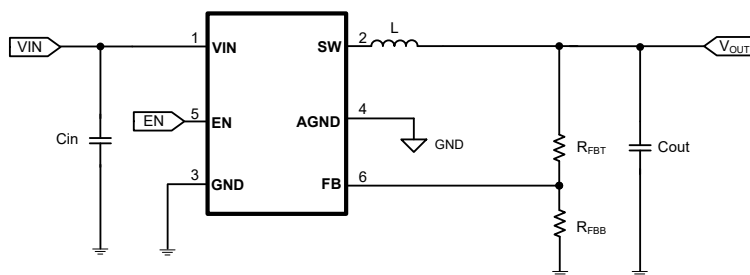 L
VIN 1 VIN SW 2 V_OUT
EN 5 EN AGND 4 GND
Cin R_FBT Cout
3 GND FB 6
R_FBB